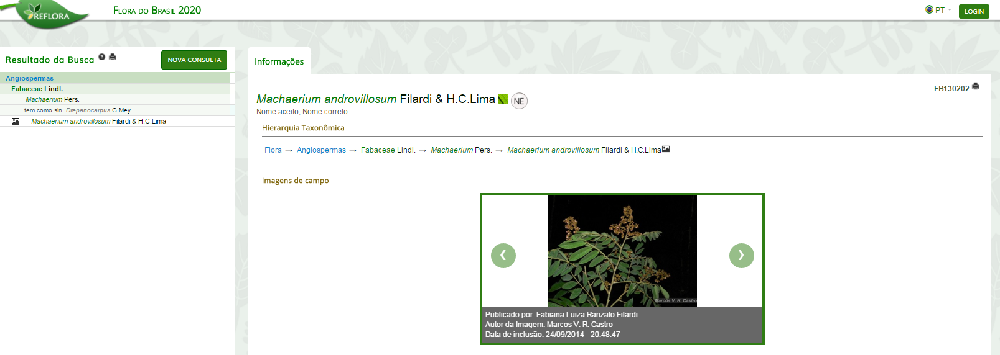 REFLORA
Flora do Brasil 2020
PT
LOGIN
Resultado da Busca
NOVA CONSULTA
Angiospermas
Fabaceae Lindl.
Machaerium Pers.
tem como sin. Drepanocarpus G.Mey.
Machaerium androvillosum Filardi & H.C.Lima
Informações
FB130202
Machaerium androvillosum Filardi & H.C.Lima NE
Nome aceito, Nome correto
Hierarquia Taxonômica
Flora → Angiospermas → Fabaceae Lindl. → Machaerium Pers. → Machaerium androvillosum Filardi & H.C.Lima
Imagens de campo
Marcos V. R. Castro
Publicado por: Fabiana Luiza Ranzato Filardi
Autor da Imagem: Marcos V. R. Castro
Data de inclusão: 24/09/2014 - 20:48:47